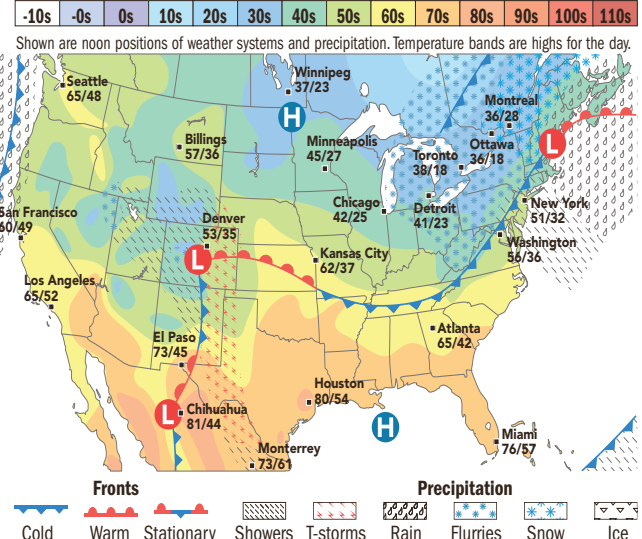 -10s -0s 0s 10s 20s 30s 40s 50s 60s 70s 80s 90s 100s 110s
Shown are noon positions of weather systems and precipitation. Temperature bands are highs for the day.
Seattle
65/48
Winnipeg
37/23
H
Montreal
36/28
Billings
57/36
Minneapolis
45/27
Toronto
38/18
Ottawa
36/18
L
San Francisco
60/49
Denver
53/35
Chicago
42/25
Detroit
41/23
New York
51/32
L
Kansas City
62/37
Washington
56/36
Los Angeles
65/52
El Paso
73/45
Atlanta
65/42
L
Chihuahua
81/44
Houston
80/54
H
Monterrey
73/61
Miami
76/57
Fronts
Precipitation
Cold Warm Stationary Showers T-storms Rain Flurries Snow Ice